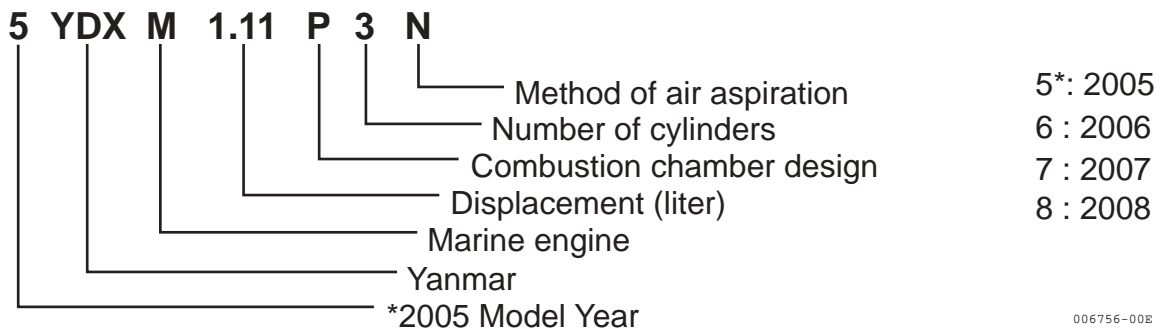 5 YDX M 1.11 P 3 N
Method of air aspiration
Number of cylinders
Combustion chamber design
Displacement (liter)
Marine engine
Yanmar
*2005 Model Year
5*: 2005
6 : 2006
7 : 2007
8 : 2008
006756-00E